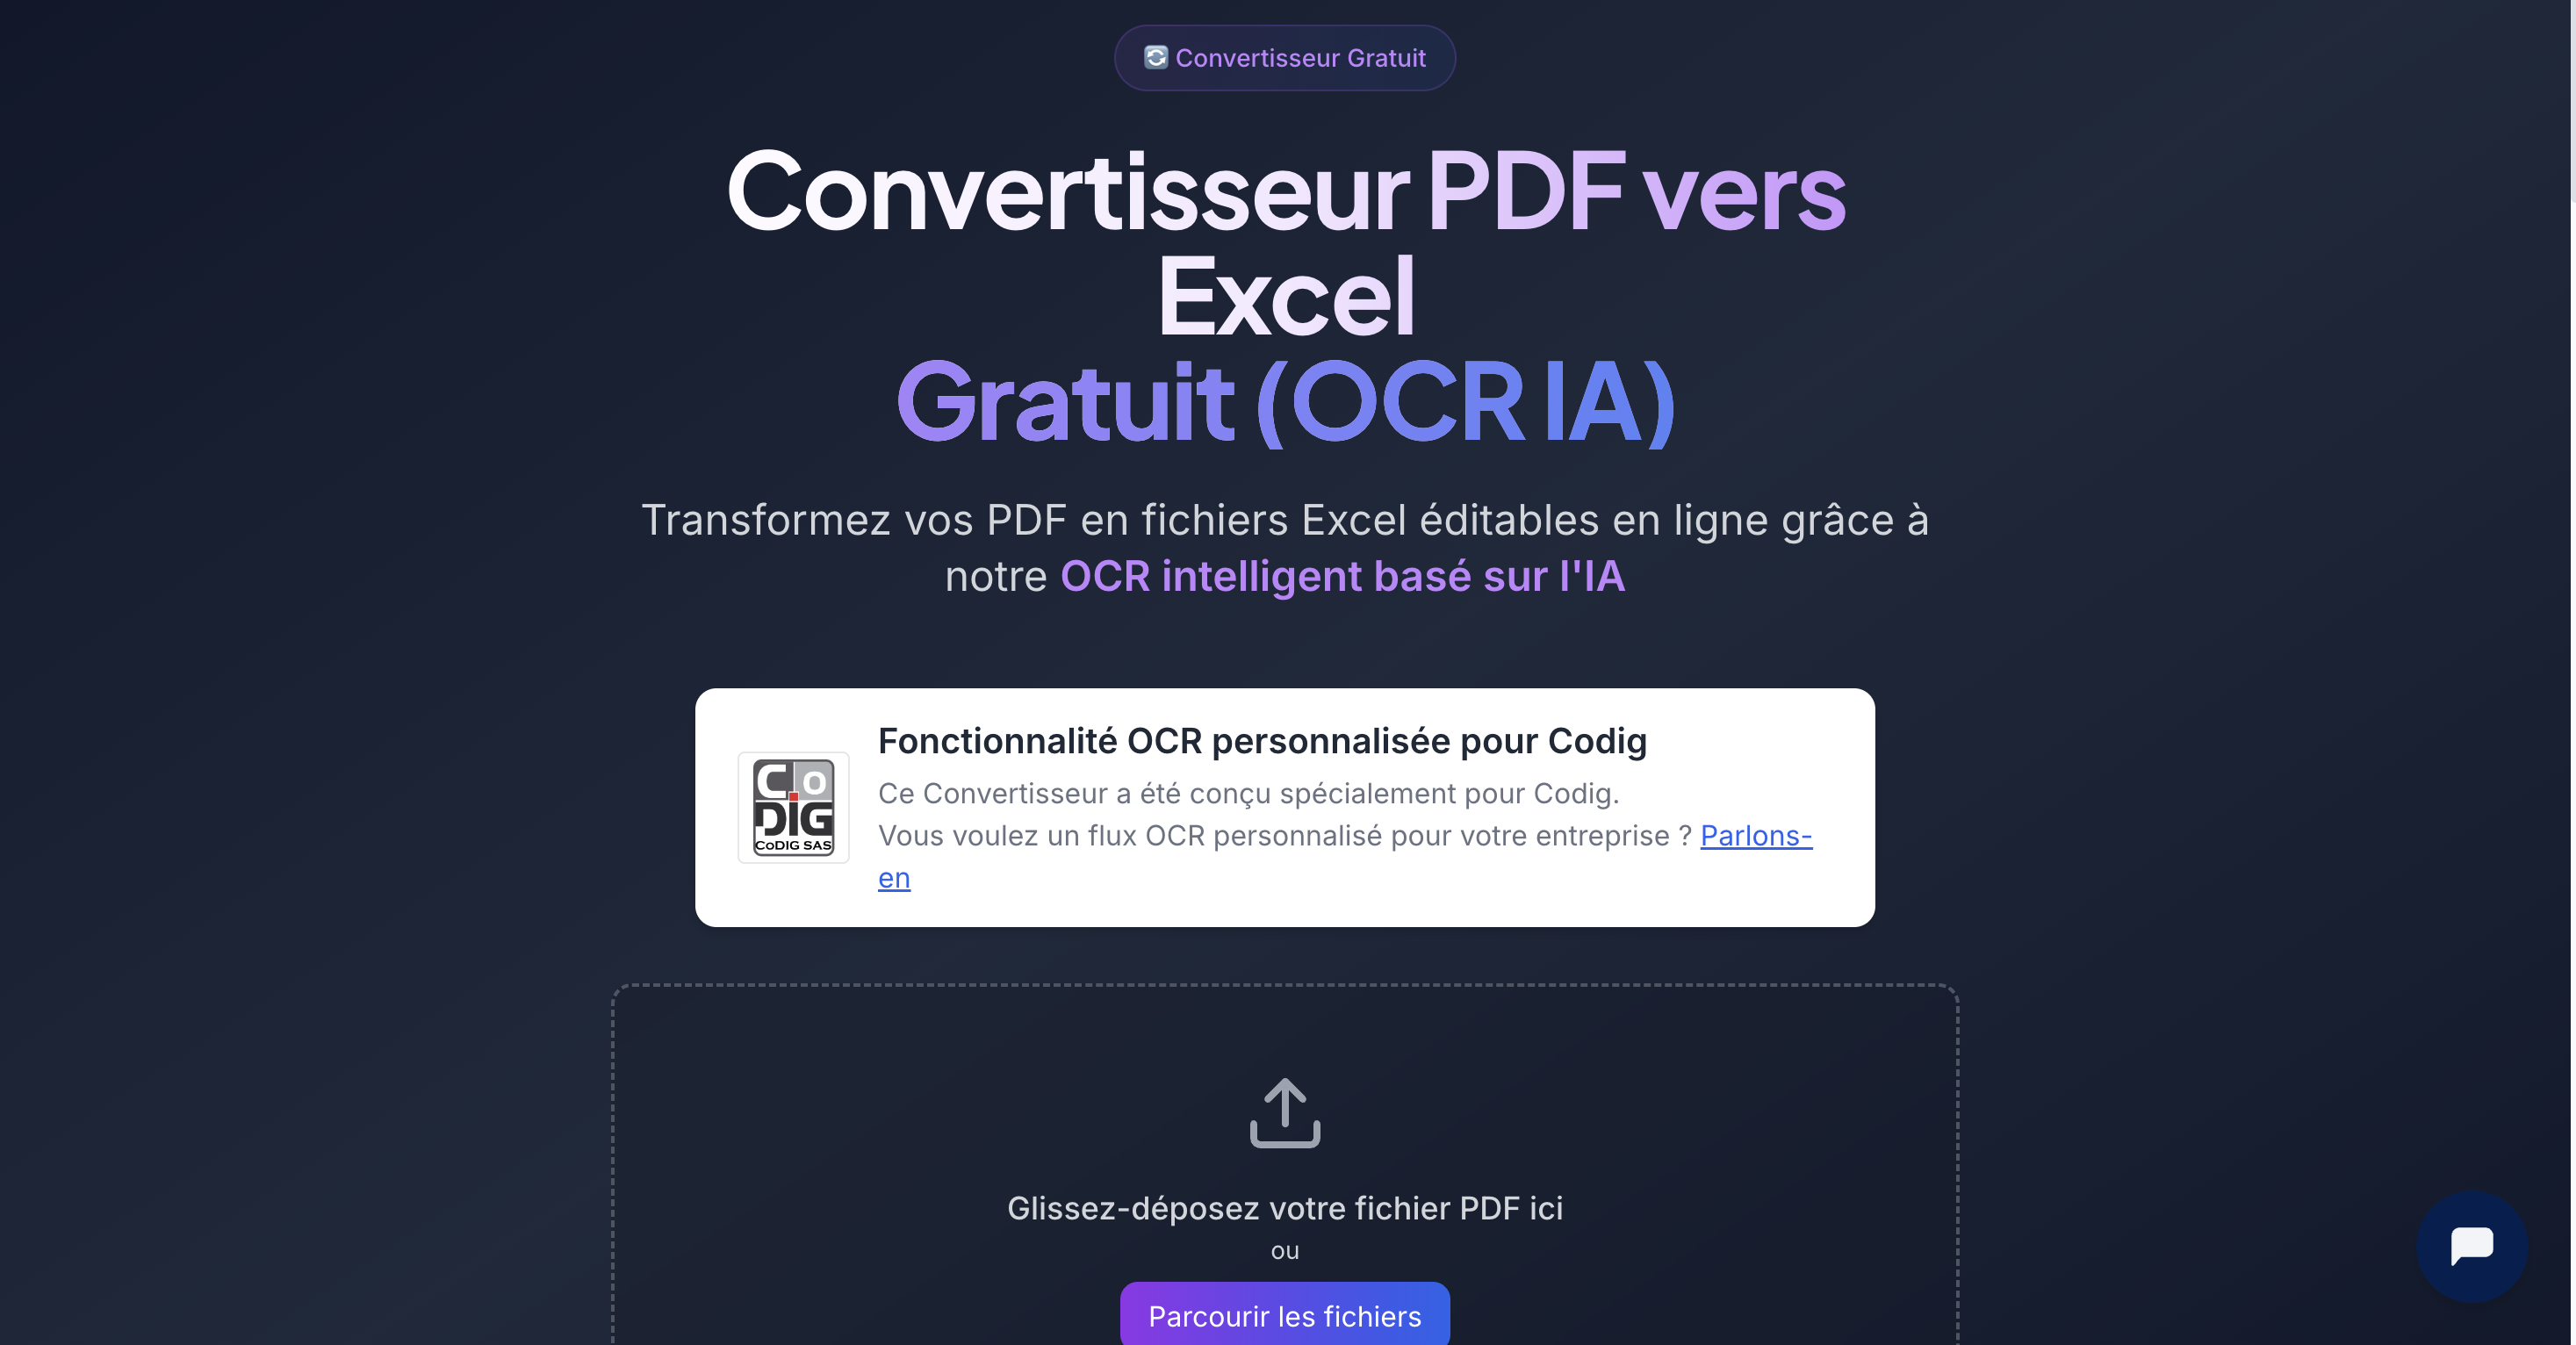 Convertisseur Gratuit
Convertisseur PDF vers
Excel
Gratuit (OCR IA)
Transformez vos PDF en fichiers Excel éditables en ligne grâce à
notre OCR intelligent basé sur l'IA
CoDIG
CoDIG SAS
Fonctionnalité OCR personnalisée pour Codig
Ce Convertisseur a été conçu spécialement pour Codig.
Vous voulez un flux OCR personnalisé pour votre entreprise ? Parlons-
en
Glissez-déposez votre fichier PDF ici
ou
Parcourir les fichiers